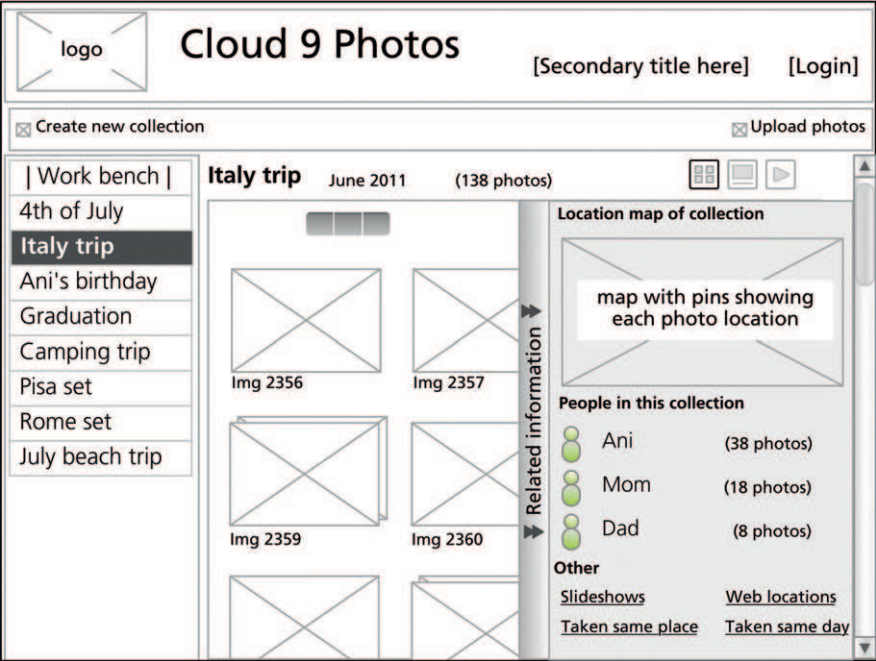 logo
Cloud 9 Photos
[Secondary title here]
[Login]
Create new collection
Upload photos
| Work bench |
4th of July
Italy trip
Ani's birthday
Graduation
Camping trip
Pisa set
Rome set
July beach trip
Italy trip June 2011 (138 photos)
Img 2356
Img 2357
Img 2359
Img 2360
Related information
Location map of collection
map with pins showing
each photo location
People in this collection
Ani (38 photos)
Mom (18 photos)
Dad (8 photos)
Other
Slideshows Web locations
Taken same place Taken same day